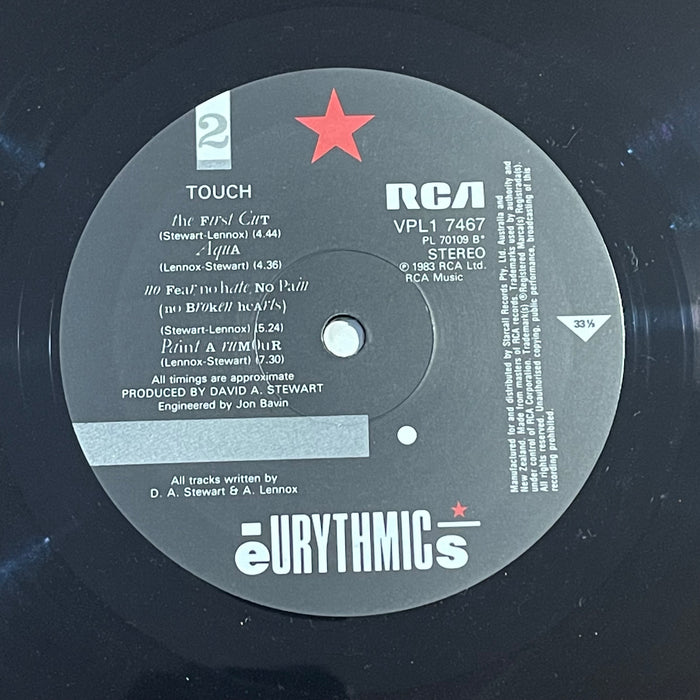 2
TOUCH
the First Cut
(Stewart-Lennox) (4.44)
Aqua
(Lennox-Stewart) (4.36)
no Fear no hate, No Pain
(no Broken hearts)
(Stewart-Lennox) (5.24)
Paint A rumOuR
(Lennox-Stewart) (7.30)
All timings are approximate
PRODUCED BY DAVID A. STEWART
Engineered by Jon Bavin
All tracks written by
D. A. Stewart & A. Lennox
RCA
VPL1 7467
PL 70109 B*
STEREO
℗ 1983 RCA Ltd.
RCA Music
33⅓
Manufactured for and distributed by Starcall Records Pty. Ltd. Australia and
New Zealand. Made from masters of RCA records. Trademarks used by authority and
under control of RCA Corporation. Trademark(s) ®Registered Marca(s) Registrada(s).
All rights reserved. Unauthorised copying, public performance, broadcasting of this
recording prohibited.
eURYTHMICs